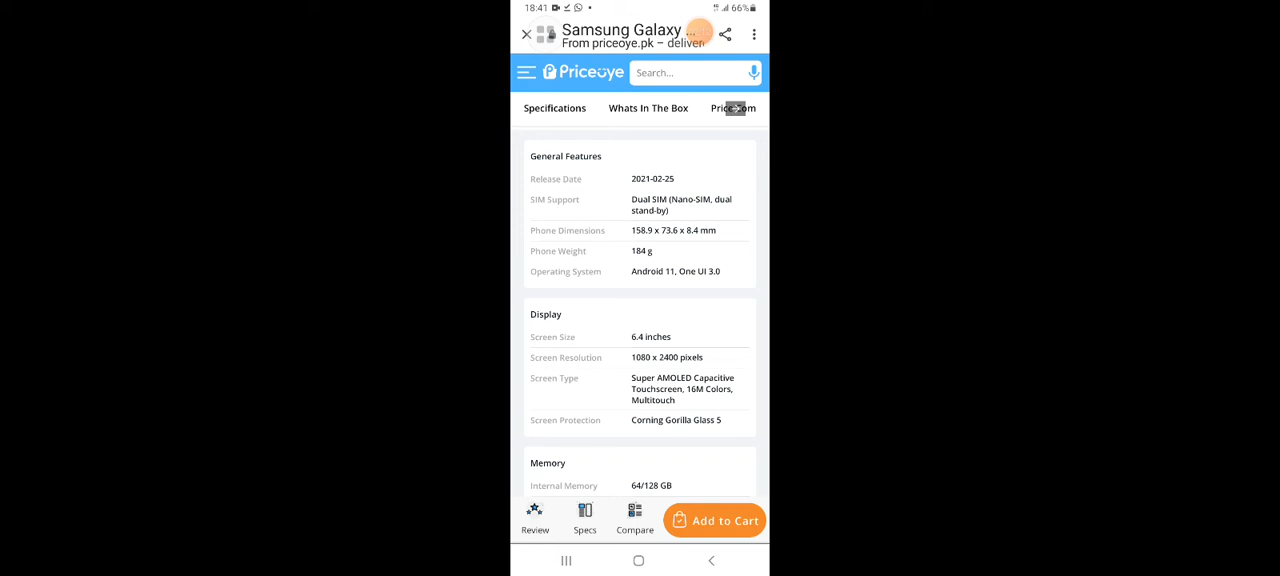 18:41
66%
Samsung Galaxy ...
From priceoye.pk – deliver
Priceoye
Search...
Specifications Whats In The Box
General Features
Release Date 2021-02-25
SIM Support Dual SIM (Nano-SIM, dual
stand-by)
Phone Dimensions 158.9 x 73.6 x 8.4 mm
Phone Weight 184 g
Operating System Android 11, One UI 3.0
Display
Screen Size 6.4 inches
Screen Resolution 1080 x 2400 pixels
Screen Type Super AMOLED Capacitive
Touchscreen, 16M Colors,
Multitouch
Screen Protection Corning Gorilla Glass 5
Memory
Internal Memory 64/128 GB
Review Specs Compare Add to Cart